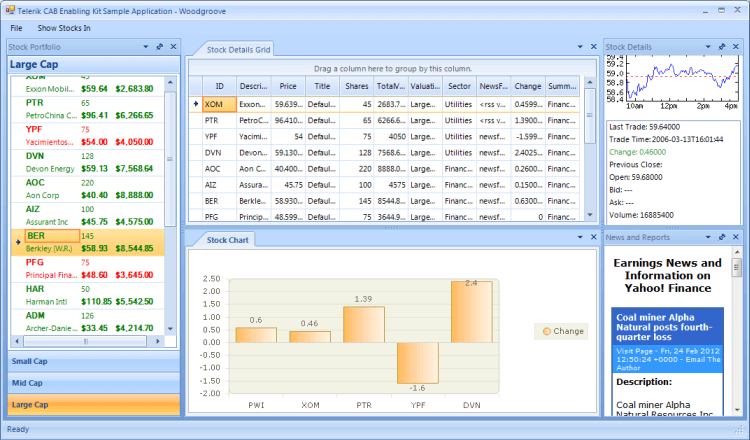 Telerik CAB Enabling Kit Sample Application - Woodgroove
File Show Stocks In
Stock Portfolio
Large Cap
XOM 45
Exxon Mobil... $59.64 $2,683.80
PTR 65
PetroChina C... $96.41 $6,266.65
YPF 75
Yacimientos... $54.00 $4,050.00
DVN 128
Devon Energy $59.13 $7,568.64
AOC 220
Aon Corp $40.40 $8,888.00
AIZ 100
Assurant Inc $45.75 $4,575.00
BER 145
Berkley (W.R.) $58.93 $8,544.85
PFG 75
Principal Fina... $48.60 $3,645.00
HAR 50
Harman Intl $110.85 $5,542.50
ADM 126
Archer-Danie... $33.45 $4,214.70
Small Cap
Mid Cap
Large Cap
Stock Details Grid
Drag a column here to group by this column.
ID Descri... Price Title Shares TotalV... Valuati... Sector NewsF... Change Summ...
XOM Exxon... 59.639... Defaul... 45 2683.7... Large... Utilities <rss v... 0.4599... Financ...
PTR PetroC... 96.410... Defaul... 65 6266.6... Large... Utilities <rss v... 1.3900... Financ...
YPF Yacimi... 54 Defaul... 75 4050 Large... Utilities newsf... -1.599... Financ...
DVN Devon... 59.130... Defaul... 128 7568.6... Large... Utilities newsf... 2.4025... Financ...
AOC Aon C... 40.400... Defaul... 220 8888.0... Large... Financ... newsf... 0.2600... Financ...
AIZ Assura... 45.75 Defaul... 100 4575 Large... Financ... newsf... 0.1500... Financ...
BER Berkle... 58.930... Defaul... 145 8544.8... Large... Financ... newsf... 0.6300... Financ...
PFG Princip... 48.599... Defaul... 75 3644.9... Large... Financ... newsf... 0 Financ...
Stock Chart
2.50
2.00
1.50
1.00
0.50
0.00
-0.50
-1.00
-1.50
-2.00
0.6 0.46 1.39 -1.6 2.4
PWI XOM PTR YPF DVN
Change
Stock Details
59.4
59.2
59.0
58.8
58.6
58.4
10am 12pm 2pm 4pm
Last Trade: 59.64000
Trade Time: 2006-03-13T16:01:44
Change: 0.46000
Previous Close:
Open: 59.68000
Bid: ---
Ask: ---
Volume: 16885400
News and Reports
Earnings News and
Information on
Yahoo! Finance
Coal miner Alpha
Natural posts fourth-
quarter loss
Visit Page - Fri, 24 Feb 2012
12:50:24 +0000 - Email The
Author
Description:
Coal miner Alpha
Natural Resources Inc
Ready